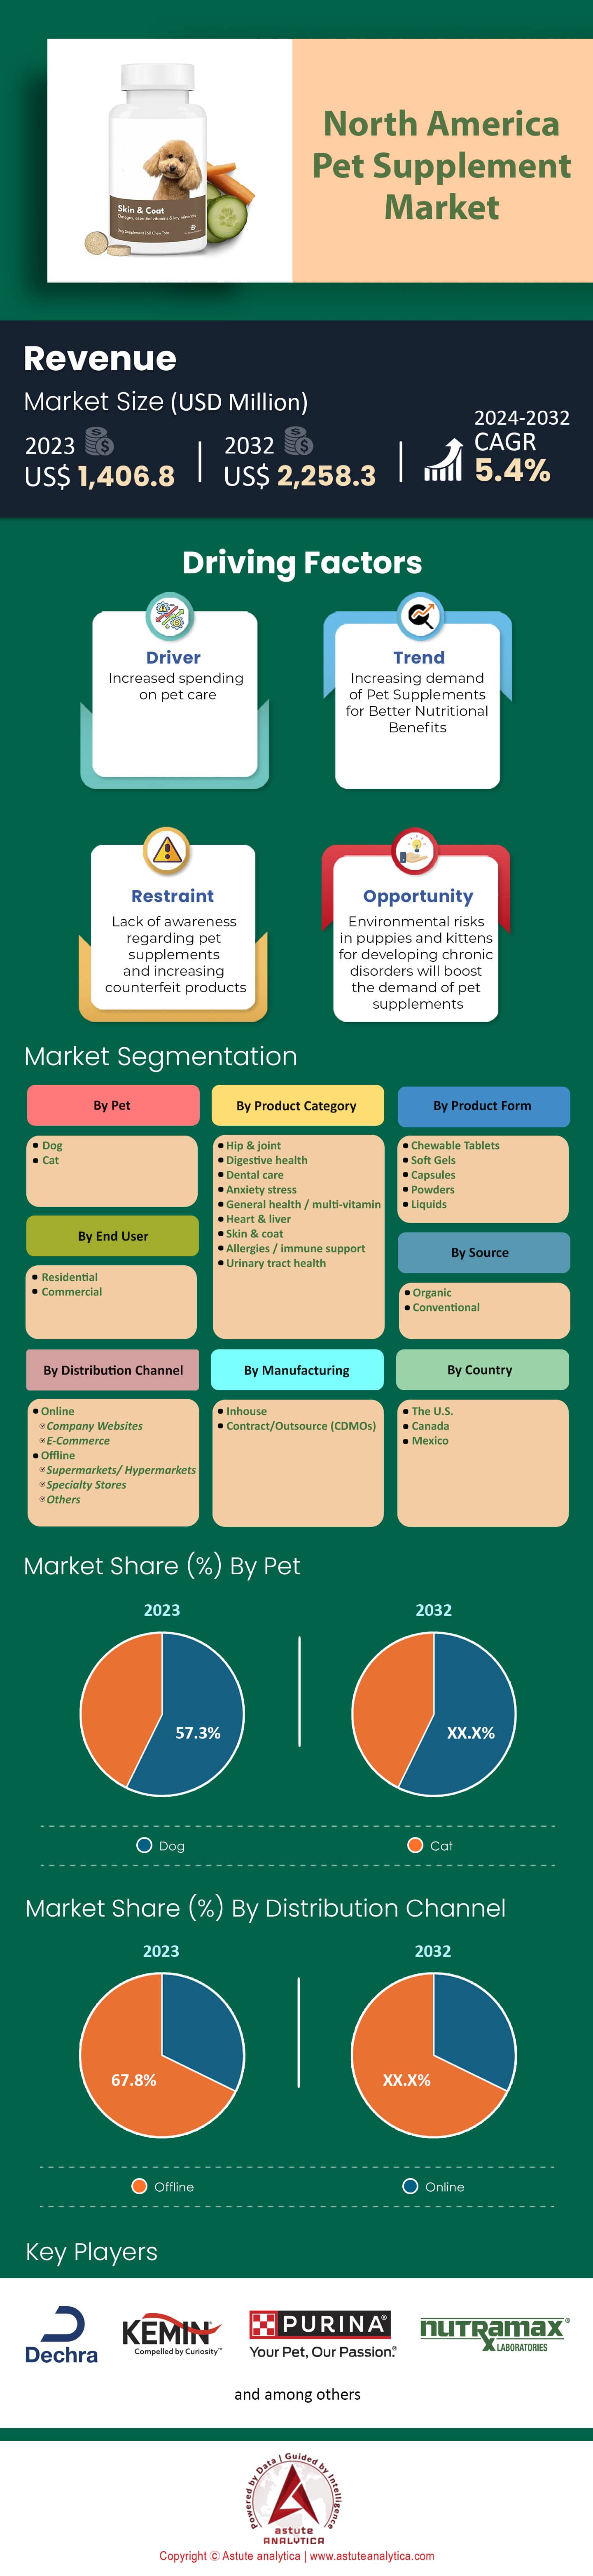 North America
Pet Supplement
Market
Skin & Coat
Omegas, essential vitamins & key minerals
Dog Supplement | 60 Chew Tabs
Revenue
Market Size (USD Million)
2023
US$ 1,406.8
2032
US$ 2,258.3
2024-2032
CAGR
5.4%
Driving Factors
Driver
Increased spending
on pet care
Trend
Increasing demand
of Pet Supplements
for Better Nutritional
Benefits
Restraint
Lack of awareness
regarding pet
supplements
and increasing
counterfeit products
Opportunity
Environmental risks
in puppies and kittens
for developing chronic
disorders will boost
the demand of pet
supplements
Market Segmentation
By Pet
Dog
Cat
By Product Category
Hip & joint
Digestive health
Dental care
Anxiety stress
General health / multi-vitamin
Heart & liver
Skin & coat
Allergies / immune support
Urinary tract health
By Product Form
Chewable Tablets
Soft Gels
Capsules
Powders
Liquids
By End User
Residential
Commercial
By Source
Organic
Conventional
By Distribution Channel
Online
Company Websites
E-Commerce
Offline
Supermarkets/ Hypermarkets
Specialty Stores
Others
By Manufacturing
Inhouse
Contract/Outsource (CDMOs)
By Country
The U.S.
Canada
Mexico
Market Share (%) By Pet
2023
2032
57.3%
XX.X%
Dog
Cat
Market Share (%) By Distribution Channel
2023
2032
67.8%
XX.X%
Offline
Online
Key Players
Dechra
KEMIN®
Compelled by Curiosity™
PURINA®
Your Pet, Our Passion.®
nutramax®
LABORATORIES
and among others
Powered by Data | Guided by Intelligence
astute
ANALYTICA
Copyright © Astute analytica | www.astuteanalytica.com